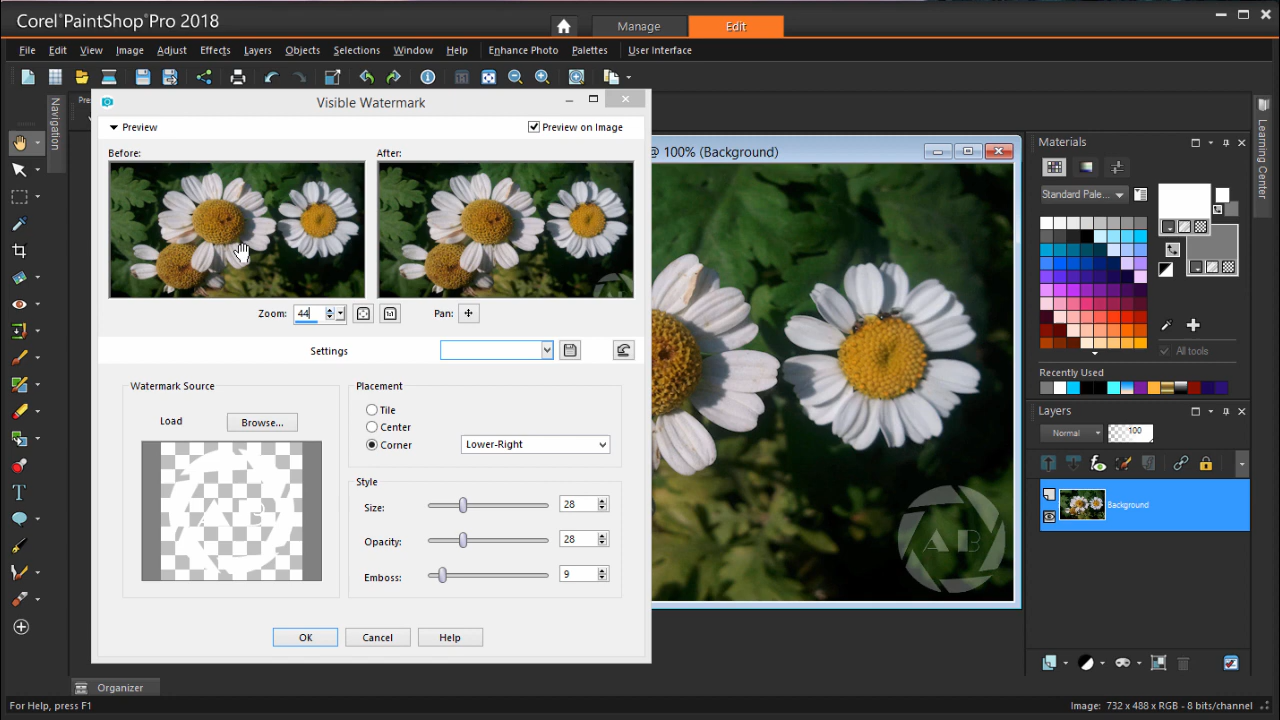 Corel PaintShop Pro 2018
Manage
Edit
File Edit View Image Adjust Effects Layers Objects Selections Window Help Enhance Photo Palettes User Interface
Navigation
Pre
Visible Watermark
Preview
Preview on Image
Before:
After:
Zoom: 44
Pan:
Settings
Watermark Source
Load
Browse...
AB
Placement
Tile
Center
Corner
Lower-Right
Style
Size: 28
Opacity: 28
Emboss: 9
OK
Cancel
Help
@ 100% (Background)
AB
Materials
Standard Pale...
All tools
Recently Used
Layers
Normal
100
Background
Learning Center
Organizer
For Help, press F1
Image: 732 x 488 x RGB - 8 bits/channel